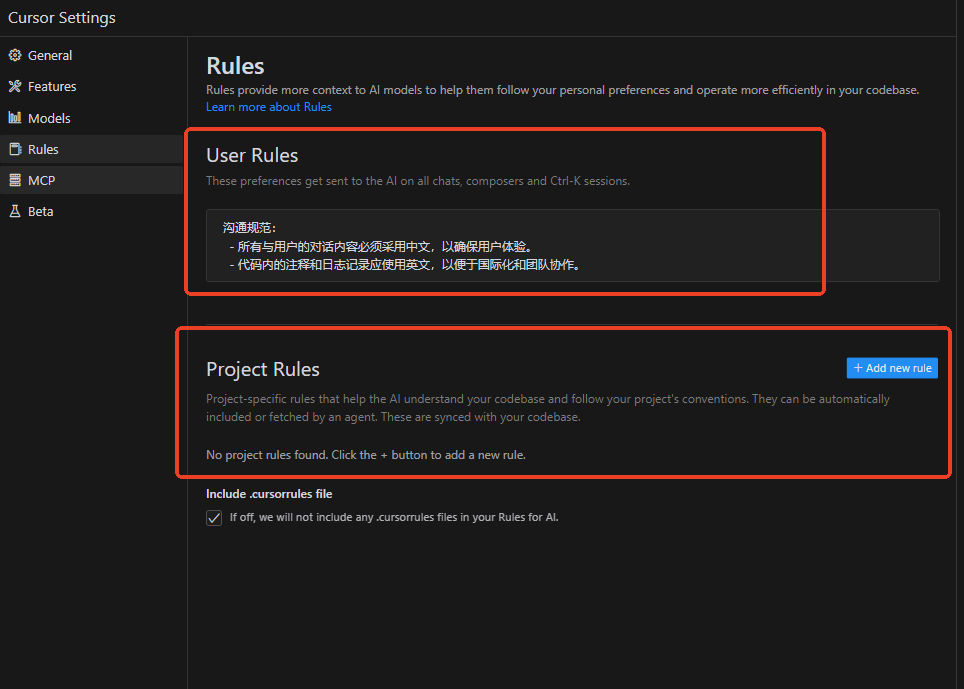 Cursor Settings
General
Features
Models
Rules
MCP
Beta
Rules
Rules provide more context to AI models to help them follow your personal preferences and operate more efficiently in your codebase.
Learn more about Rules
User Rules
These preferences get sent to the AI on all chats, composers and Ctrl-K sessions.
沟通规范：
- 所有与用户的对话内容必须采用中文，以确保用户体验。
- 代码内的注释和日志记录应使用英文，以便于国际化和团队协作。
Project Rules
+ Add new rule
Project-specific rules that help the AI understand your codebase and follow your project's conventions. They can be automatically
included or fetched by an agent. These are synced with your codebase.
No project rules found. Click the + button to add a new rule.
Include .cursorrules file
If off, we will not include any .cursorrules files in your Rules for AI.